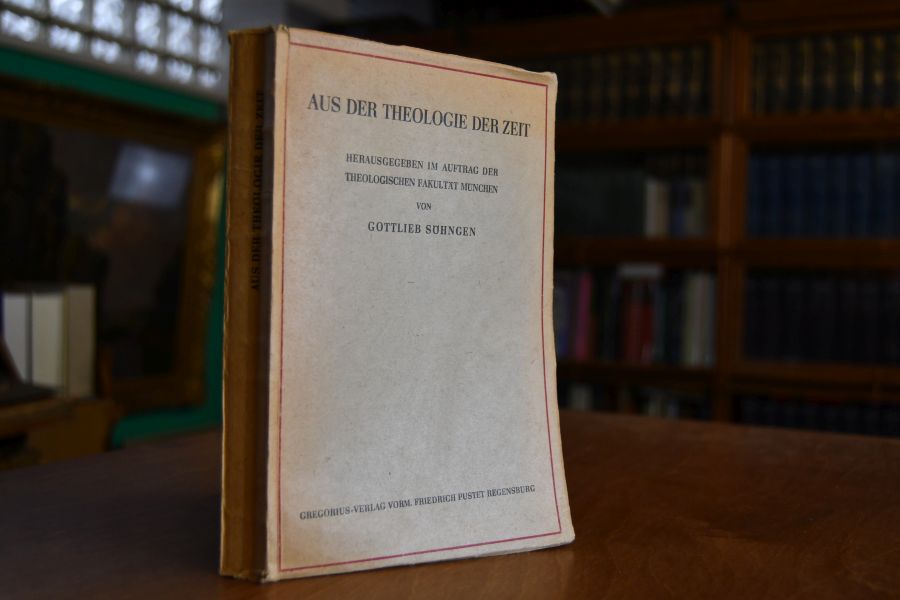 AUS DER THEOLOGIE DER ZEIT
HERAUSGEGEBEN IM AUFTRAG DER
THEOLOGISCHEN FAKULTÄT MÜNCHEN
VON
GOTTLIEB SÖHNGEN
GREGORIUS-VERLAG VORM. FRIEDRICH PUSTET REGENSBURG
AUS DER THEOLOGIE DER ZEIT